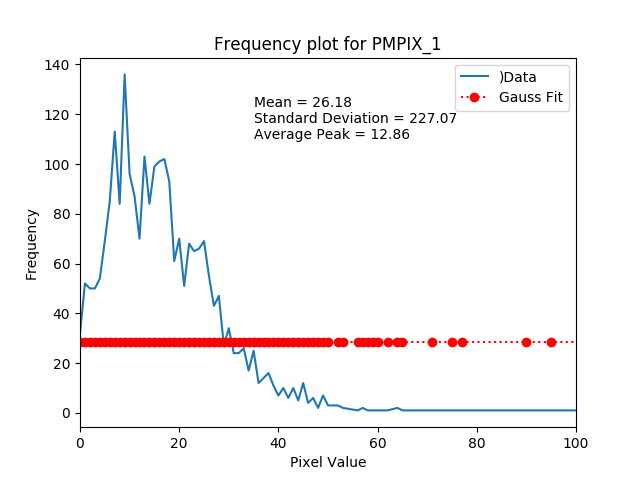 Frequency plot for PMPIX_1
)Data
Gauss Fit
Mean = 26.18
Standard Deviation = 227.07
Average Peak = 12.86
140
120
100
80
60
40
20
0
Frequency
0 20 40 60 80 100
Pixel Value